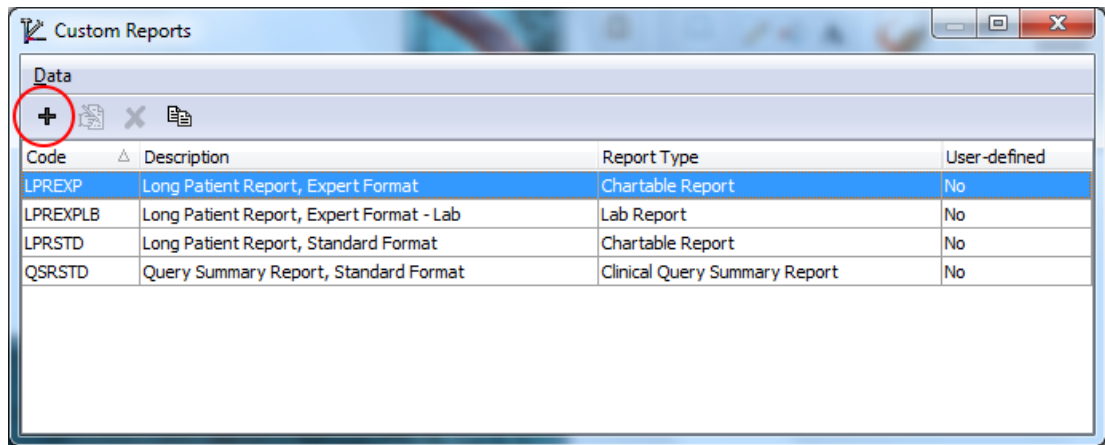 Custom Reports
Data
Code Description Report Type User-defined
LPREXP Long Patient Report, Expert Format Chartable Report No
LPREXPLB Long Patient Report, Expert Format - Lab Lab Report No
LPRSTD Long Patient Report, Standard Format Chartable Report No
QSRSTD Query Summary Report, Standard Format Clinical Query Summary Report No